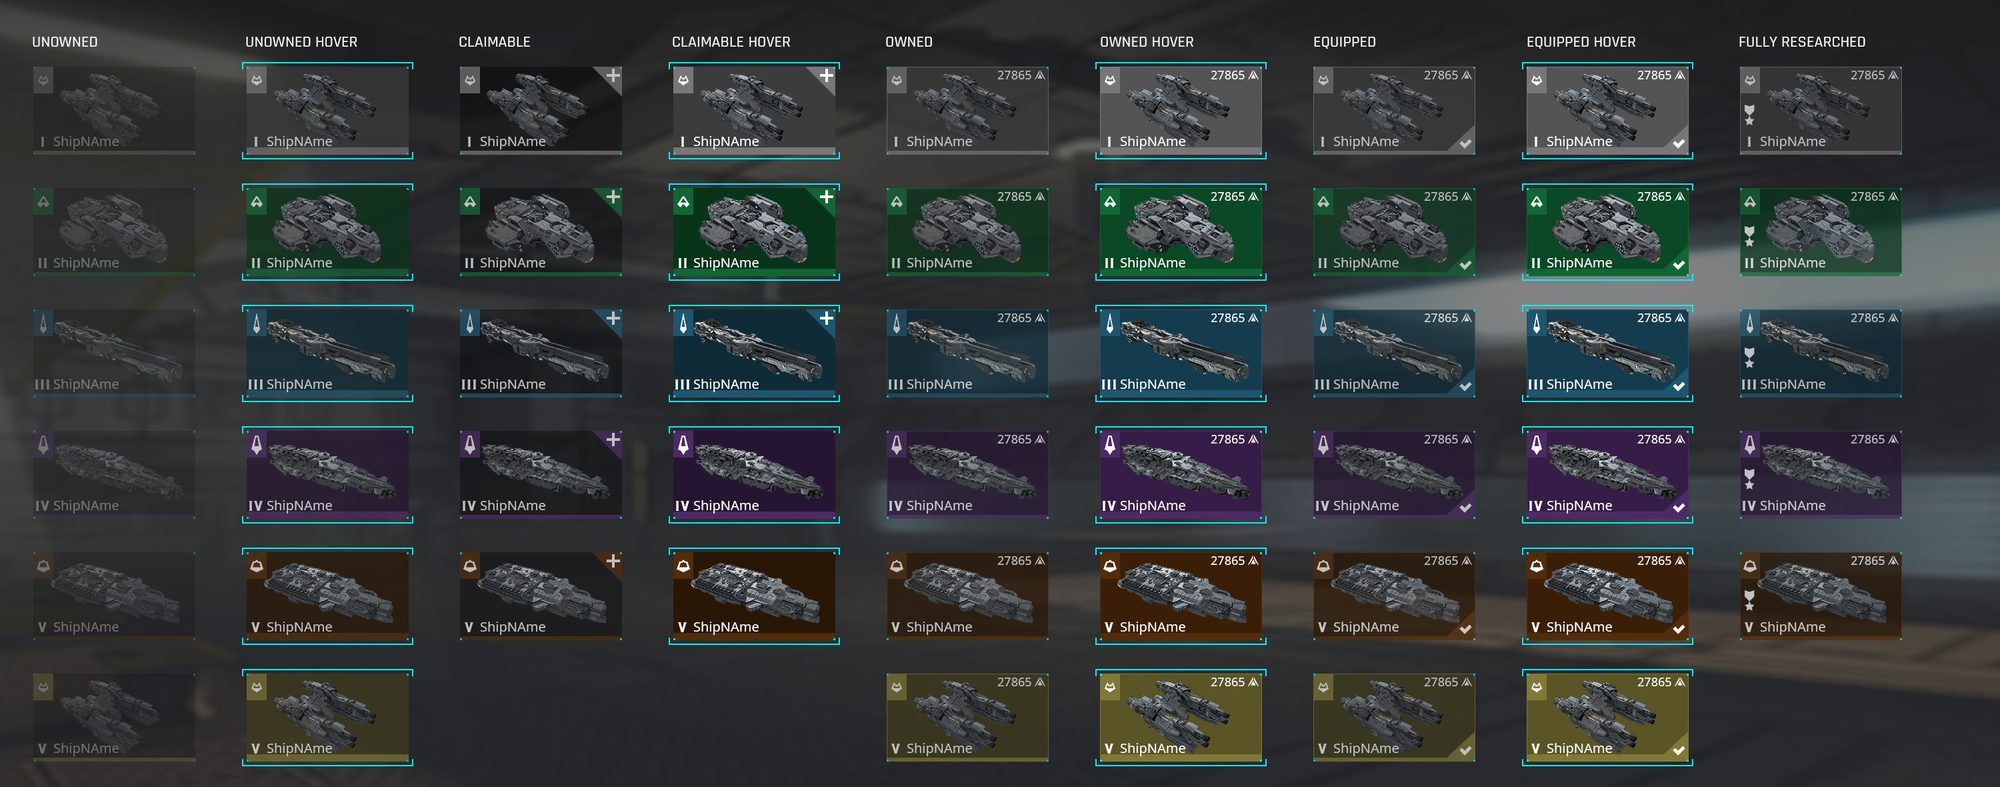 UNOWNED UNOWNED HOVER CLAIMABLE CLAIMABLE HOVER OWNED OWNED HOVER EQUIPPED EQUIPPED HOVER FULLY RESEARCHED
27865 27865 27865 27865 27865
I ShipNAme I ShipNAme I ShipNAme I ShipNAme I ShipNAme I ShipNAme I ShipNAme I ShipNAme I ShipNAme
27865 27865 27865 27865 27865
II ShipNAme II ShipNAme II ShipNAme II ShipNAme II ShipNAme II ShipNAme II ShipNAme II ShipNAme II ShipNAme
27865 27865 27865 27865 27865
III ShipNAme III ShipNAme III ShipNAme III ShipNAme III ShipNAme III ShipNAme III ShipNAme III ShipNAme III ShipNAme
27865 27865 27865 27865 27865
IV ShipNAme IV ShipNAme IV ShipNAme IV ShipNAme IV ShipNAme IV ShipNAme IV ShipNAme IV ShipNAme IV ShipNAme
27865 27865 27865 27865 27865
V ShipNAme V ShipNAme V ShipNAme V ShipNAme V ShipNAme V ShipNAme V ShipNAme V ShipNAme V ShipNAme
27865 27865 27865 27865
V ShipNAme V ShipNAme V ShipNAme V ShipNAme V ShipNAme V ShipNAme